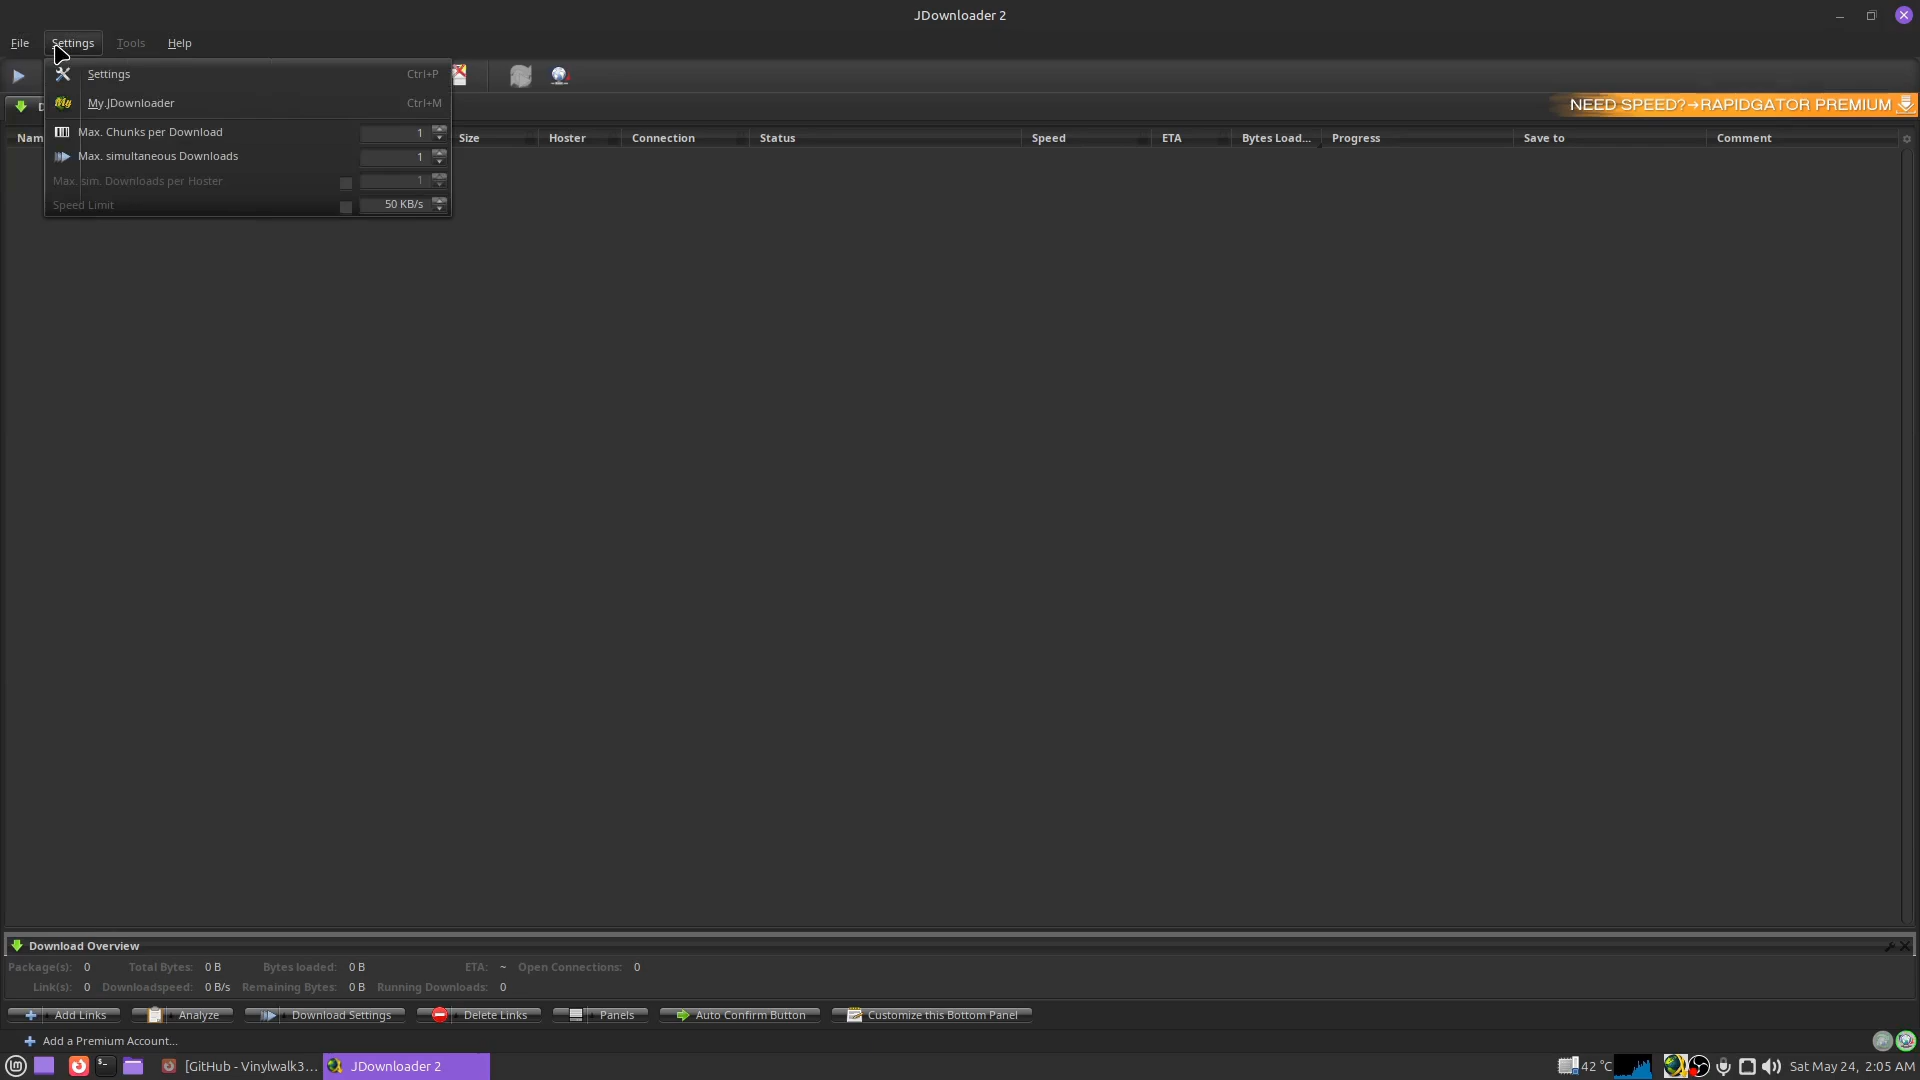 JDownloader 2
File Settings Tools Help
Settings Ctrl+P
My.JDownloader Ctrl+M
NEED SPEED?→RAPIDGATOR PREMIUM
Max. Chunks per Download 1
Name Size Hoster Connection Status Speed ETA Bytes Load... Progress Save to Comment
Max. simultaneous Downloads 1
Max. sim. Downloads per Hoster 1
Speed Limit 50 KB/s
Download Overview
Package(s): 0 Total Bytes: 0 B Bytes loaded: 0 B ETA: ~ Open Connections: 0
Link(s): 0 Downloadspeed: 0 B/s Remaining Bytes: 0 B Running Downloads: 0
Add Links Analyze Download Settings Delete Links Panels Auto Confirm Button Customize this Bottom Panel
Add a Premium Account...
[GitHub - Vinylwalk3... JDownloader 2 42 °C Sat May 24, 2:05 AM